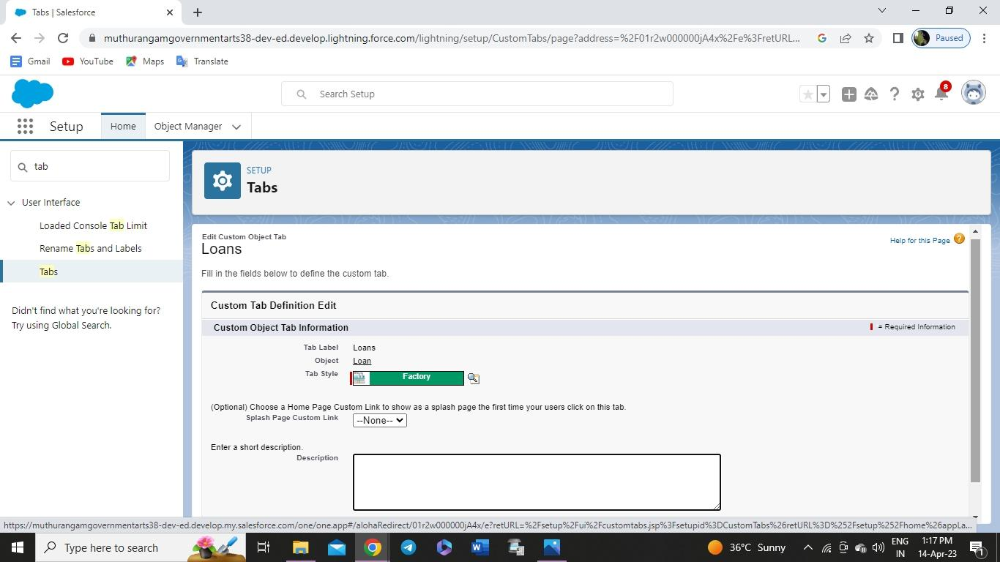 Tabs | Salesforce
muthurangamgovernmentarts38-dev-ed.develop.lightning.force.com/lightning/setup/CustomTabs/page?address=%2F01r2w000000jA4x%2Fe%3FretURL...
Paused
Gmail
YouTube
Maps
Translate
Search Setup
8
Setup
Home
Object Manager
tab
User Interface
Loaded Console Tab Limit
Rename Tabs and Labels
Tabs
Didn't find what you're looking for?
Try using Global Search.
SETUP
Tabs
Edit Custom Object Tab
Loans
Help for this Page
Fill in the fields below to define the custom tab.
Custom Tab Definition Edit
Custom Object Tab Information
= Required Information
Tab Label Loans
Object Loan
Tab Style Factory
(Optional) Choose a Home Page Custom Link to show as a splash page the first time your users click on this tab.
Splash Page Custom Link --None--
Enter a short description.
Description
https://muthurangamgovernmentarts38-dev-ed.develop.my.salesforce.com/one/one.app#/alohaRedirect/01r2w000000jA4x/e?retURL=%2Fsetup%2Fui%2Fcustomtabs.jsp%3Fsetupid%3DCustomTabs%26retURL%3D%252Fsetup%252Fhome%26appLa...
Type here to search
36°C Sunny
ENG
IN
1:17 PM
14-Apr-23
1